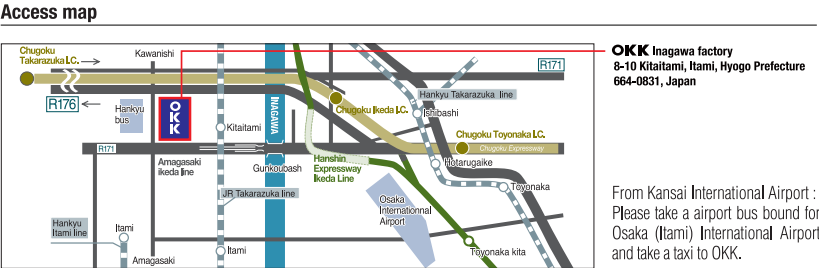 Access map
Chugoku
Takarazuka I.C. →
Kawanishi
R171
R176 ←
Hankyu
bus
OKK
Kitaitami
INAGAWA
Chugoku Ikeda I.C.
Hankyu Takarazuka line
Ishibashi
Chugoku Toyonaka I.C.
Chugoku Expressway
R171
Amagasaki
ikeda line
Gunkoubash
Hanshin
Expressway
Ikeda Line
Hotarugaike
Toyonaka
JR Takarazuka line
Osaka
Internationnal
Airport
Hankyu
Itami line
Itami
Itami
Amagasaki
Toyonaka kita
OKK Inagawa factory
8-10 Kitaitami, Itami, Hyogo Prefecture
664-0831, Japan
From Kansai International Airport :
Please take a airport bus bound for
Osaka (Itami) International Airport
and take a taxi to OKK.